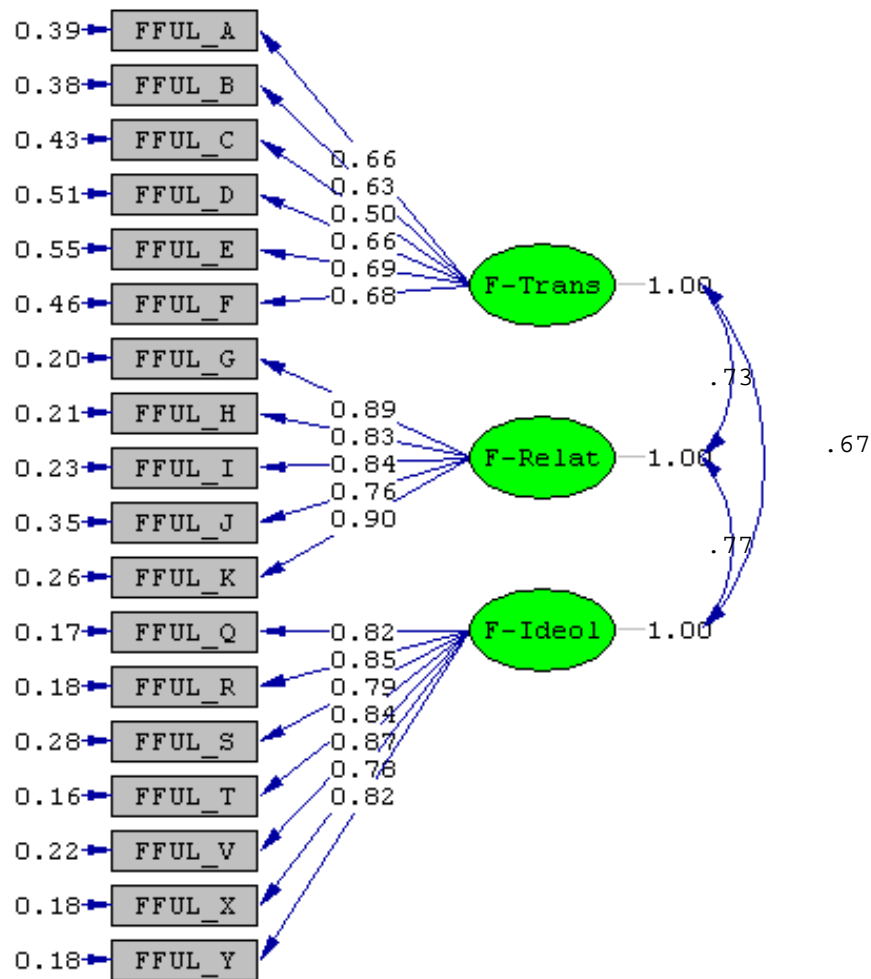 0.39 FFUL_A
0.38 FFUL_B
0.43 FFUL_C
0.66
0.63
0.51 FFUL_D
0.50
0.66
0.55 FFUL_E
0.69
F-Trans 1.00
0.46 FFUL_F
0.68
0.20 FFUL_G
.73
0.89
0.21 FFUL_H
0.83
.67
0.23 FFUL_I
0.84
F-Relat 1.00
0.76
0.35 FFUL_J
0.90
.77
0.26 FFUL_K
0.17 FFUL_Q
0.82
F-Ideol 1.00
0.85
0.18 FFUL_R
0.79
0.84
0.28 FFUL_S
0.87
0.78
0.16 FFUL_T
0.82
0.22 FFUL_V
0.18 FFUL_X
0.18 FFUL_Y